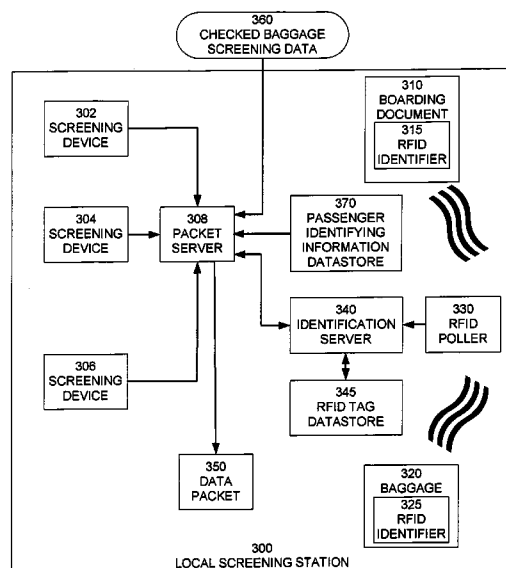 360
CHECKED BAGGAGE
SCREENING DATA
302
SCREENING
DEVICE
310
BOARDING
DOCUMENT
315
RFID
IDENTIFIER
304
SCREENING
DEVICE
308
PACKET
SERVER
370
PASSENGER
IDENTIFYING
INFORMATION
DATASTORE
340
IDENTIFICATION
SERVER
330
RFID
POLLER
306
SCREENING
DEVICE
345
RFID TAG
DATASTORE
350
DATA
PACKET
320
BAGGAGE
325
RFID
IDENTIFIER
300
LOCAL SCREENING STATION